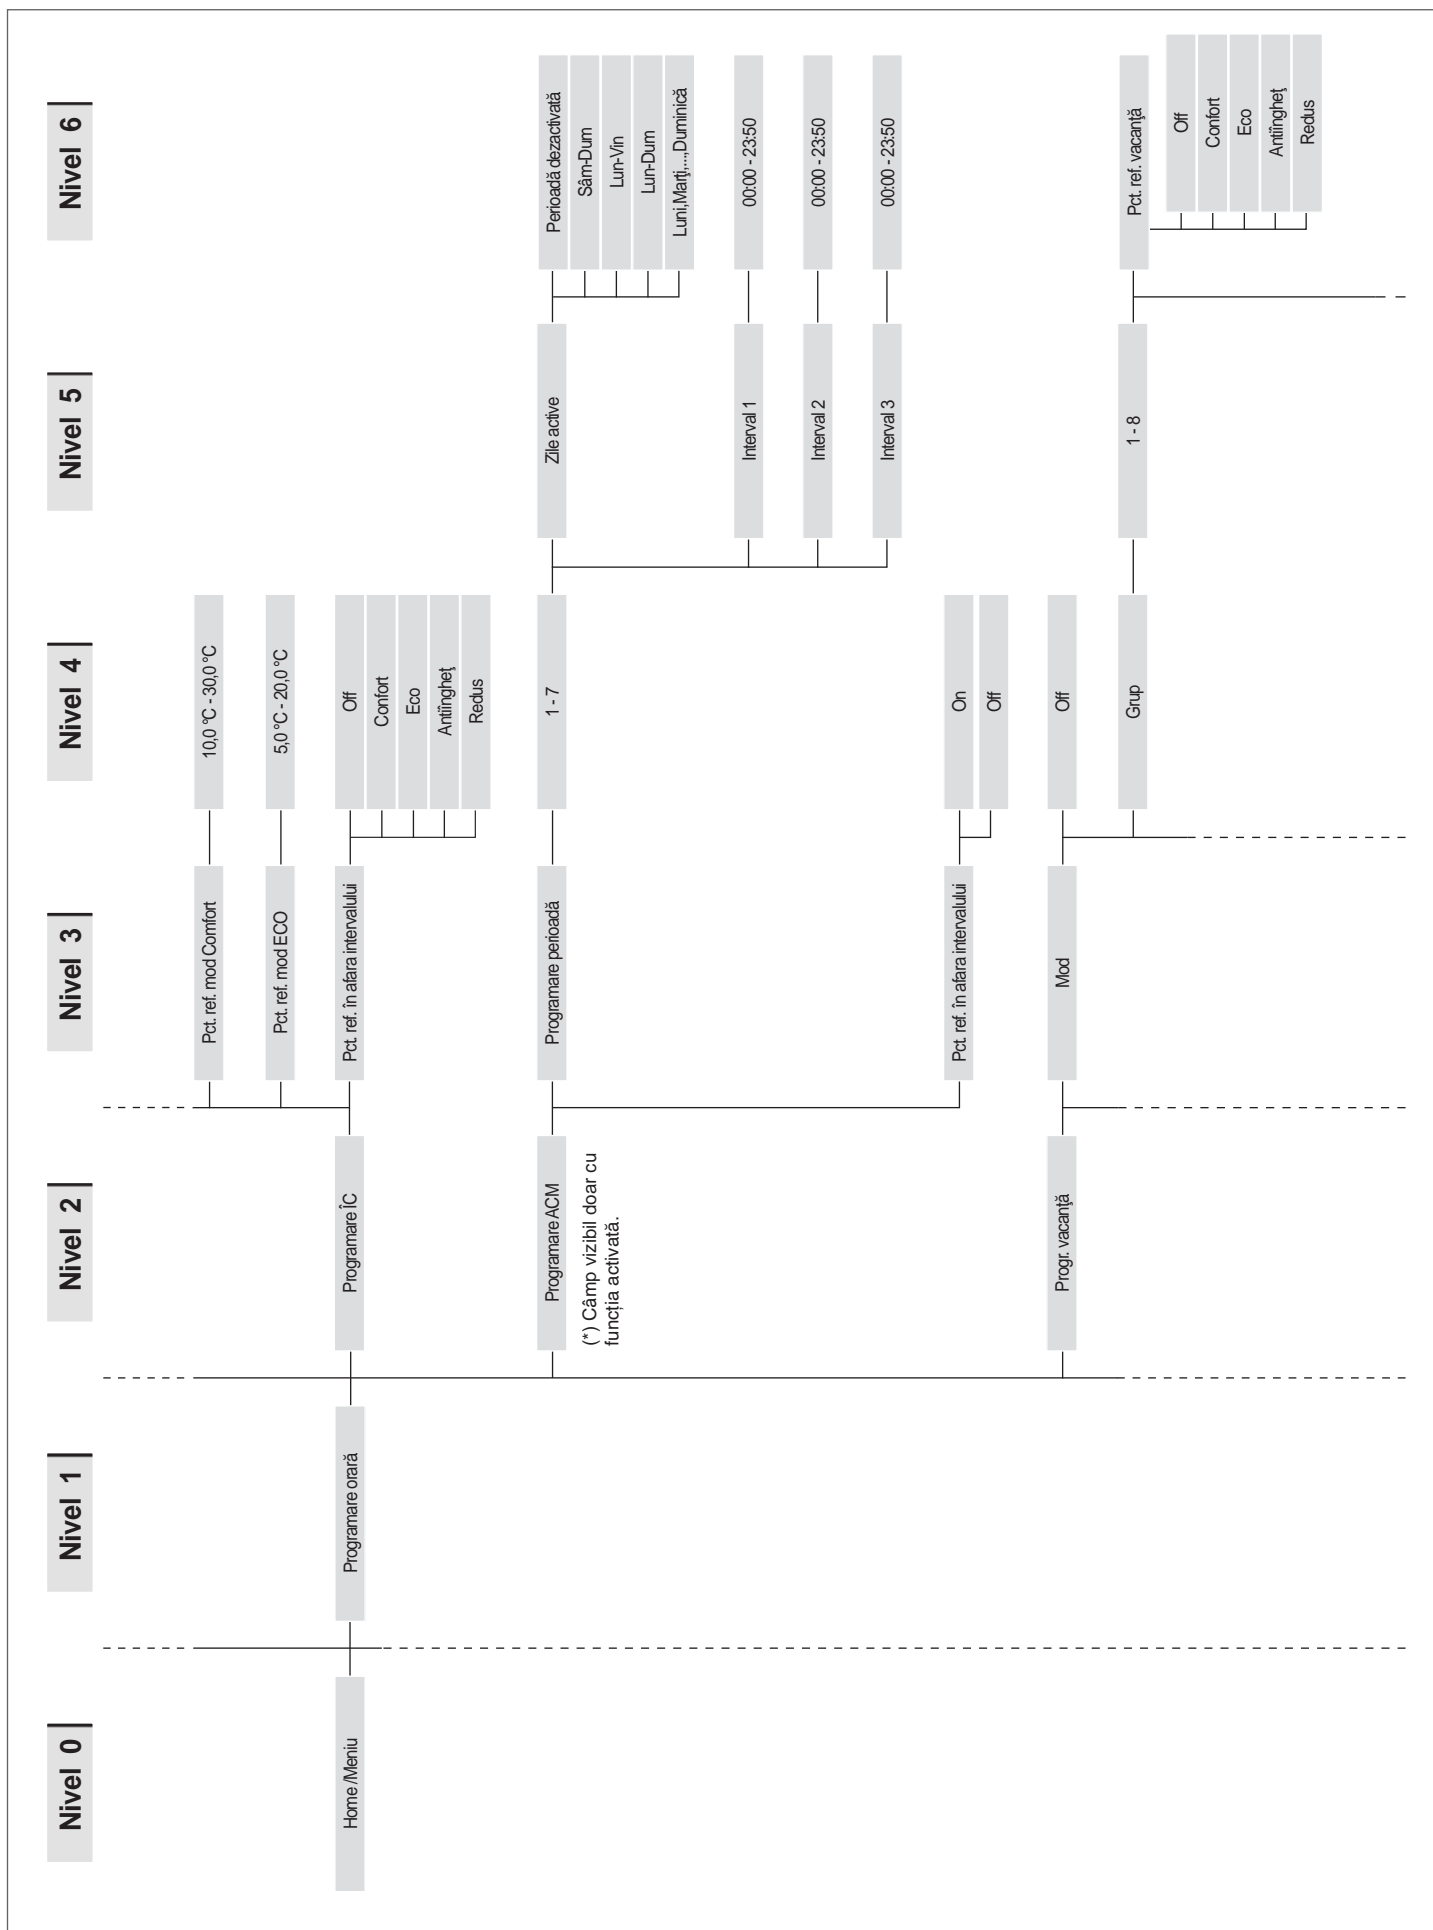 Nivel 0
Nivel 1
Nivel 2
Nivel 3
Nivel 4
Nivel 5
Nivel 6
Pct. ref. mod Comfort
10,0 °C - 30,0 °C
Pct. ref. mod ECO
5,0 °C - 20,0 °C
Home /Meniu
Programare orară
Programare ÎC
Pct. ref. în afara intervalului
Off
Confort
Eco
Antiîngheţ
Redus
Programare ACM
(*) Câmp vizibil doar cu
funcția activată.
Programare perioadă
1 - 7
Zile active
Perioadă dezactivată
Sâm-Dum
Lun-Vin
Lun-Dum
Luni,Marţi,...,Duminică
Interval 1
00:00 - 23:50
Interval 2
00:00 - 23:50
Interval 3
00:00 - 23:50
Pct. ref. în afara intervalului
On
Off
Progr. vacanţă
Mod
Off
Grup
1 - 8
Pct. ref. vacanţă
Off
Confort
Eco
Antiîngheţ
Redus